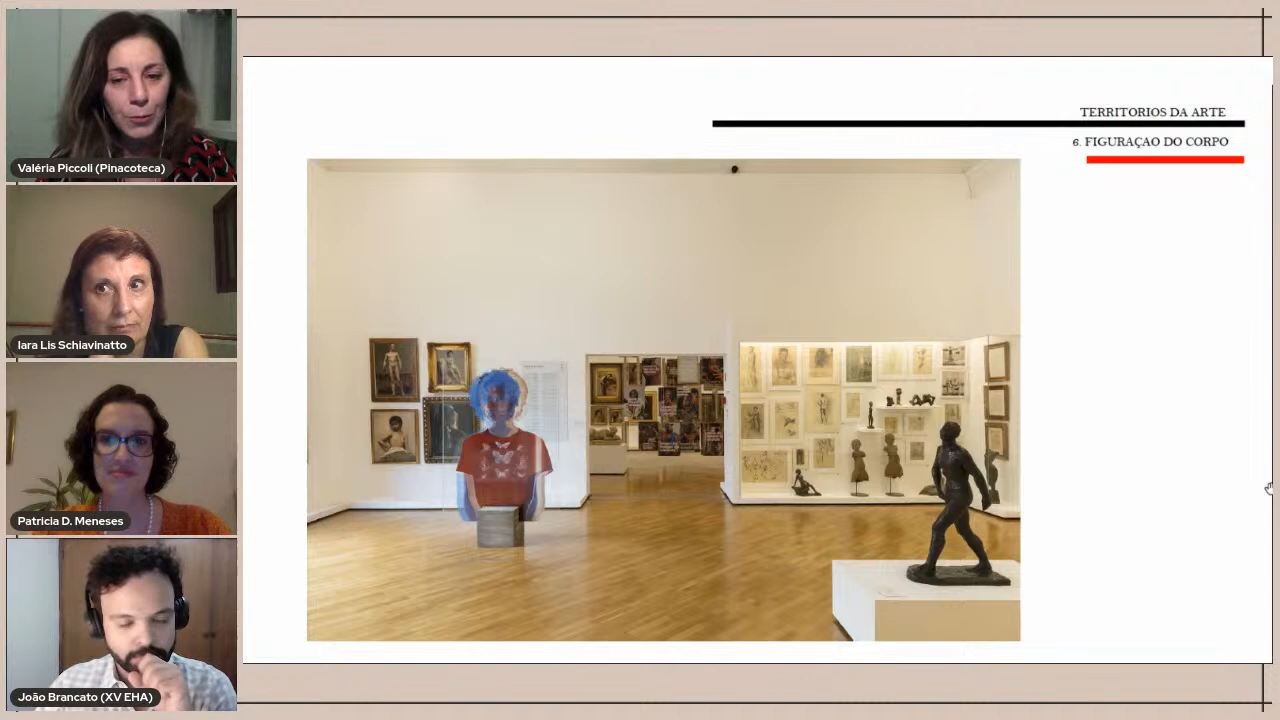 Valéria Piccoli (Pinacoteca)
Iara Lis Schiavinatto
Patricia D. Meneses
João Brancato (XV EHA)
TERRITORIOS DA ARTE
6. FIGURAÇAO DO CORPO